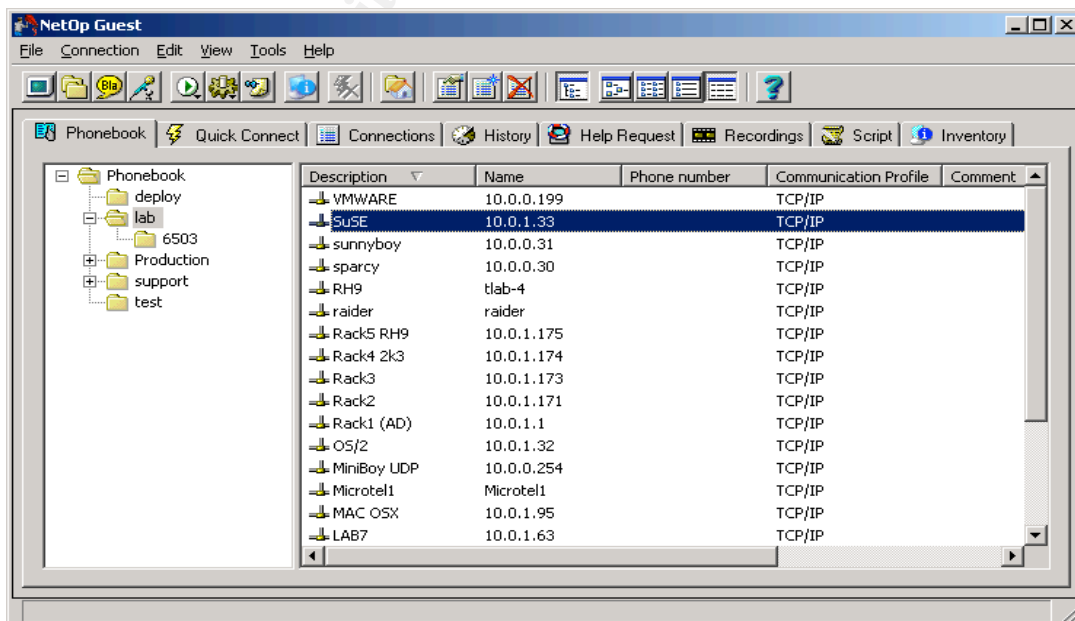 NetOp Guest
File Connection Edit View Tools Help
Bla
Phonebook Quick Connect Connections History Help Request Recordings Script Inventory
Phonebook
deploy
lab
6503
Production
support
test
Description Name Phone number Communication Profile Comment
VMWARE 10.0.0.199 TCP/IP
SuSE 10.0.1.33 TCP/IP
sunnyboy 10.0.0.31 TCP/IP
sparcy 10.0.0.30 TCP/IP
RH9 tlab-4 TCP/IP
raider raider TCP/IP
Rack5 RH9 10.0.1.175 TCP/IP
Rack4 2k3 10.0.1.174 TCP/IP
Rack3 10.0.1.173 TCP/IP
Rack2 10.0.1.171 TCP/IP
Rack1 (AD) 10.0.1.1 TCP/IP
OS/2 10.0.1.32 TCP/IP
MiniBoy UDP 10.0.0.254 TCP/IP
Microtel1 Microtel1 TCP/IP
MAC OSX 10.0.1.95 TCP/IP
LAB7 10.0.1.63 TCP/IP